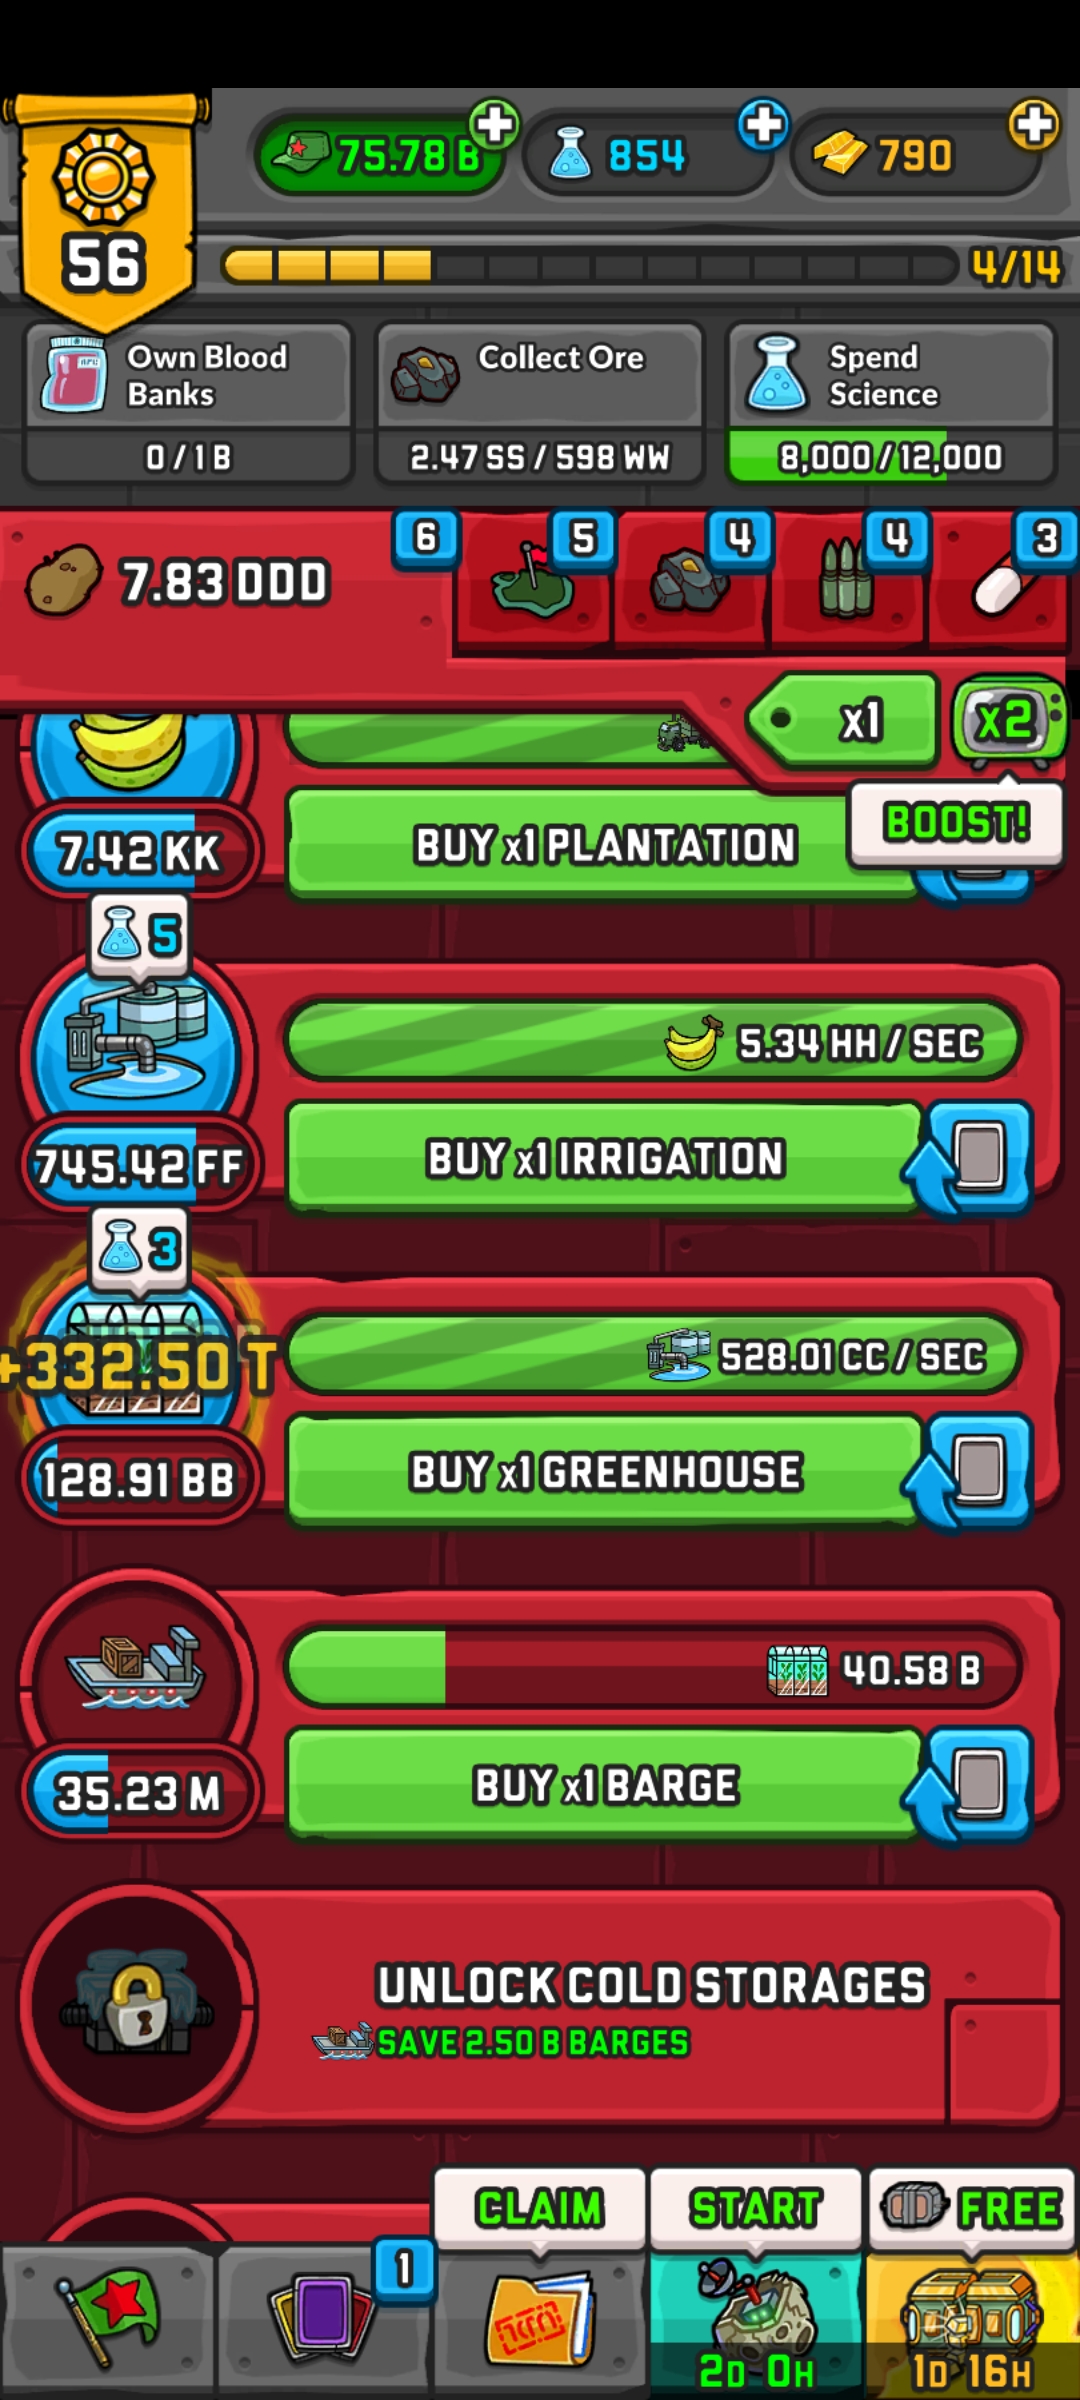 75.78 B
854
790
56
4/14
Own Blood
Banks
Collect Ore
Spend
Science
0 / 1 B
2.47 SS / 598 WW
8,000 / 12,000
7.83 DDD
6
5
4
4
3
x1
x2
BOOST!
7.42 KK
BUY x1 PLANTATION
5
5.34 HH / SEC
745.42 FF
BUY x1 IRRIGATION
3
+332.50 T
528.01 CC / SEC
128.91 BB
BUY x1 GREENHOUSE
40.58 B
35.23 M
BUY x1 BARGE
UNLOCK COLD STORAGES
SAVE 2.50 B BARGES
CLAIM
START
FREE
1
2D 0H
1D 16H